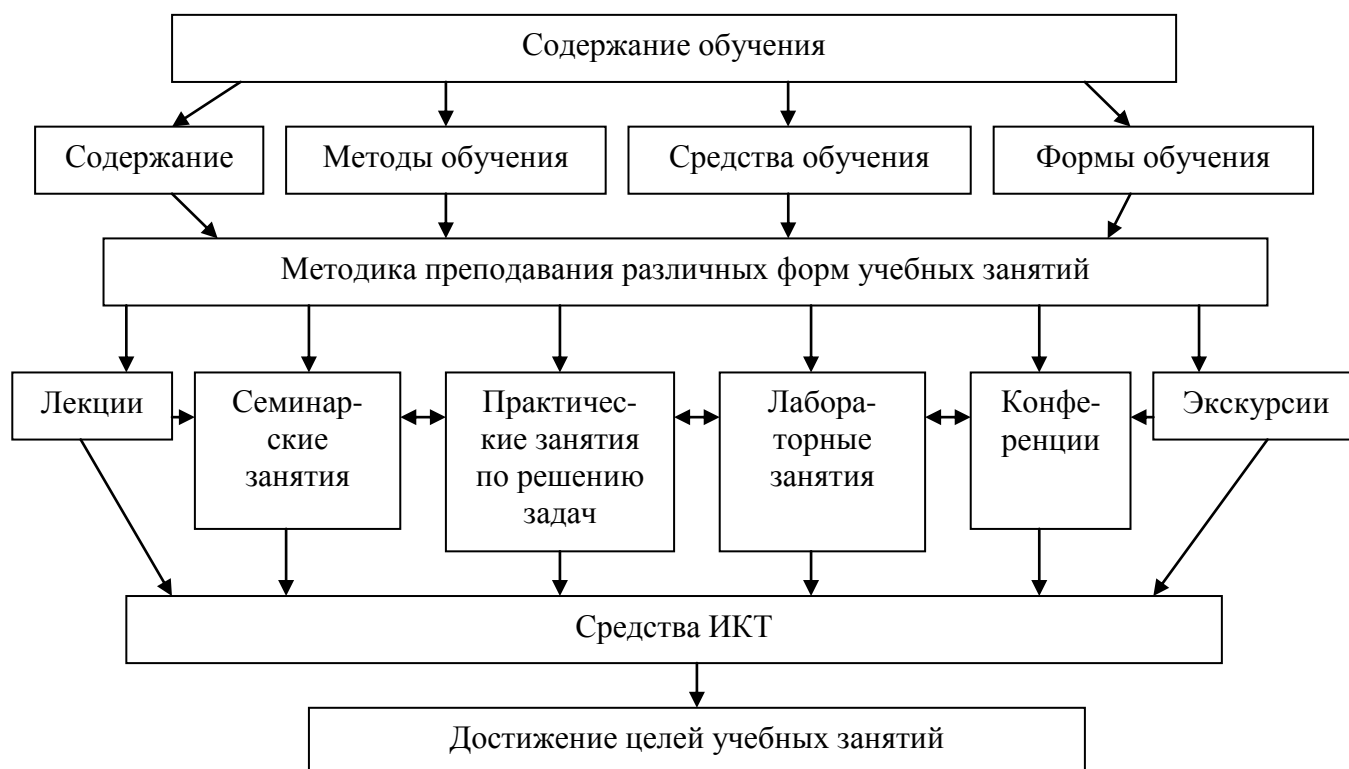 Содержание обучения
Содержание
Методы обучения
Средства обучения
Формы обучения
Методика преподавания различных форм учебных занятий
Лекции
Семинар-
ские
занятия
Практичес-
кие занятия
по решению
задач
Лабора-
торные
занятия
Конфе-
ренции
Экскурсии
Средства ИКТ
Достижение целей учебных занятий